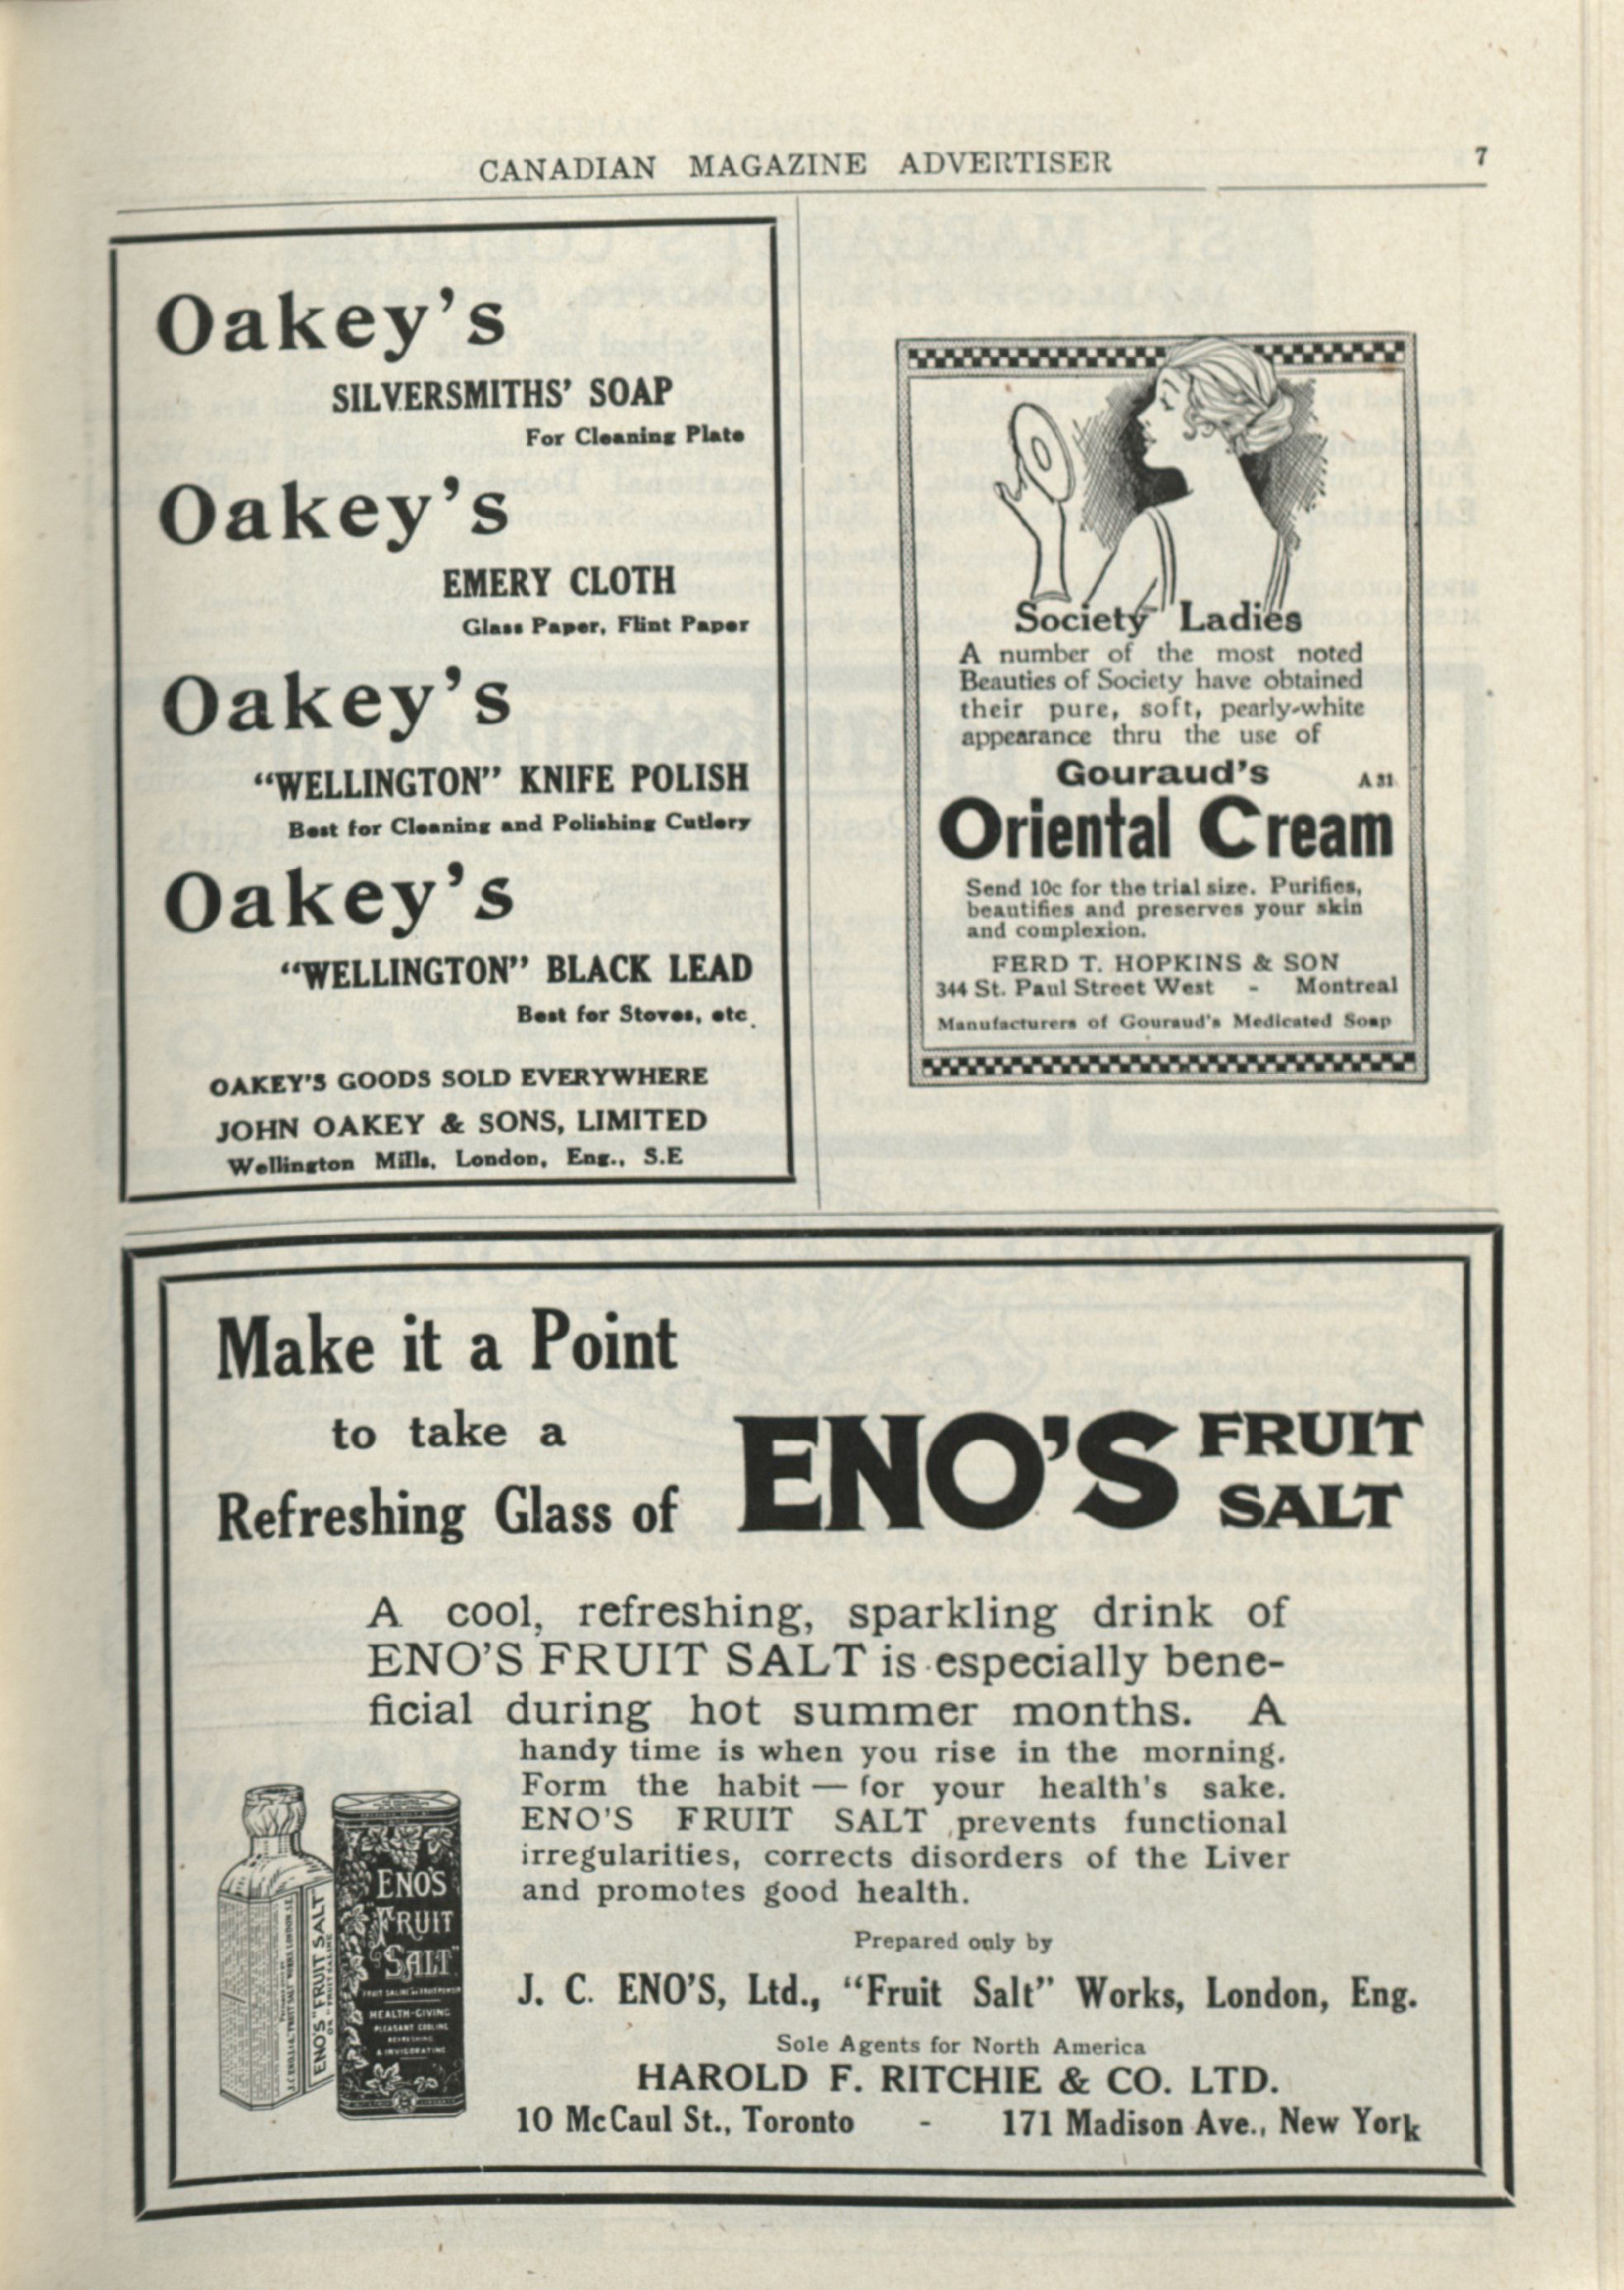 CANADIAN MAGAZINE ADVERTISER 7
Oakey's
SILVERSMITHS' SOAP
For Cleaning Plate
Oakey's
EMERY CLOTH
Glass Paper, Flint Paper
Oakey's
"WELLINGTON" KNIFE POLISH
Best for Cleaning and Polishing Cutlery
Oakey's
"WELLINGTON" BLACK LEAD
Best for Stoves, etc.
OAKEY'S GOODS SOLD EVERYWHERE
JOHN OAKEY & SONS, LIMITED
Wellington Mills, London, Eng., S.E
Society Ladies
A number of the most noted
Beauties of Society have obtained
their pure, soft, pearly-white
appearance thru the use of
Gouraud's A 31
Oriental Cream
Send 10c for the trial size. Purifies,
beautifies and preserves your skin
and complexion.
FERD T. HOPKINS & SON
344 St. Paul Street West - Montreal
Manufacturers of Gouraud's Medicated Soap
Make it a Point
to take a
Refreshing Glass of
ENO'S FRUIT
SALT
A cool, refreshing, sparkling drink of
ENO'S FRUIT SALT is especially bene-
ficial during hot summer months. A
handy time is when you rise in the morning.
Form the habit — for your health's sake.
ENO'S FRUIT SALT prevents functional
irregularities, corrects disorders of the Liver
and promotes good health.
ENO'S "FRUIT SALT"
ENO'S
"FRUIT
SALT"
HEALTH-GIVING
PLEASANT COOLING
REFRESHING
& INVIGORATING
Prepared only by
J. C. ENO'S, Ltd., "Fruit Salt" Works, London, Eng.
Sole Agents for North America
HAROLD F. RITCHIE & CO. LTD.
10 McCaul St., Toronto - 171 Madison Ave., New York